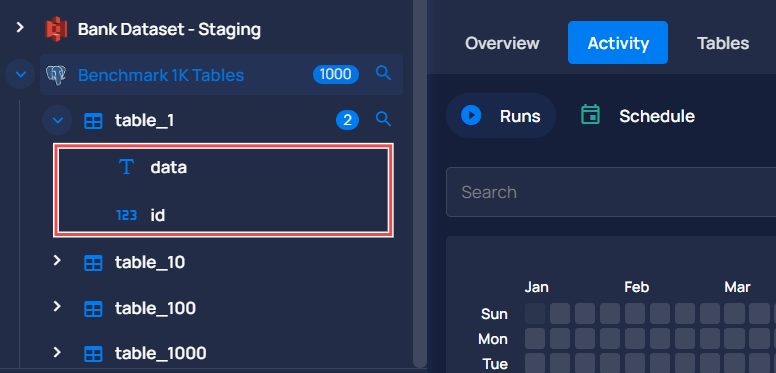 Bank Dataset - Staging
Benchmark 1K Tables 1000
table_1 2
T data
123 id
table_10
table_100
table_1000
Overview Activity Tables
Runs Schedule
Search
Jan Feb Mar
Sun
Mon
Tue